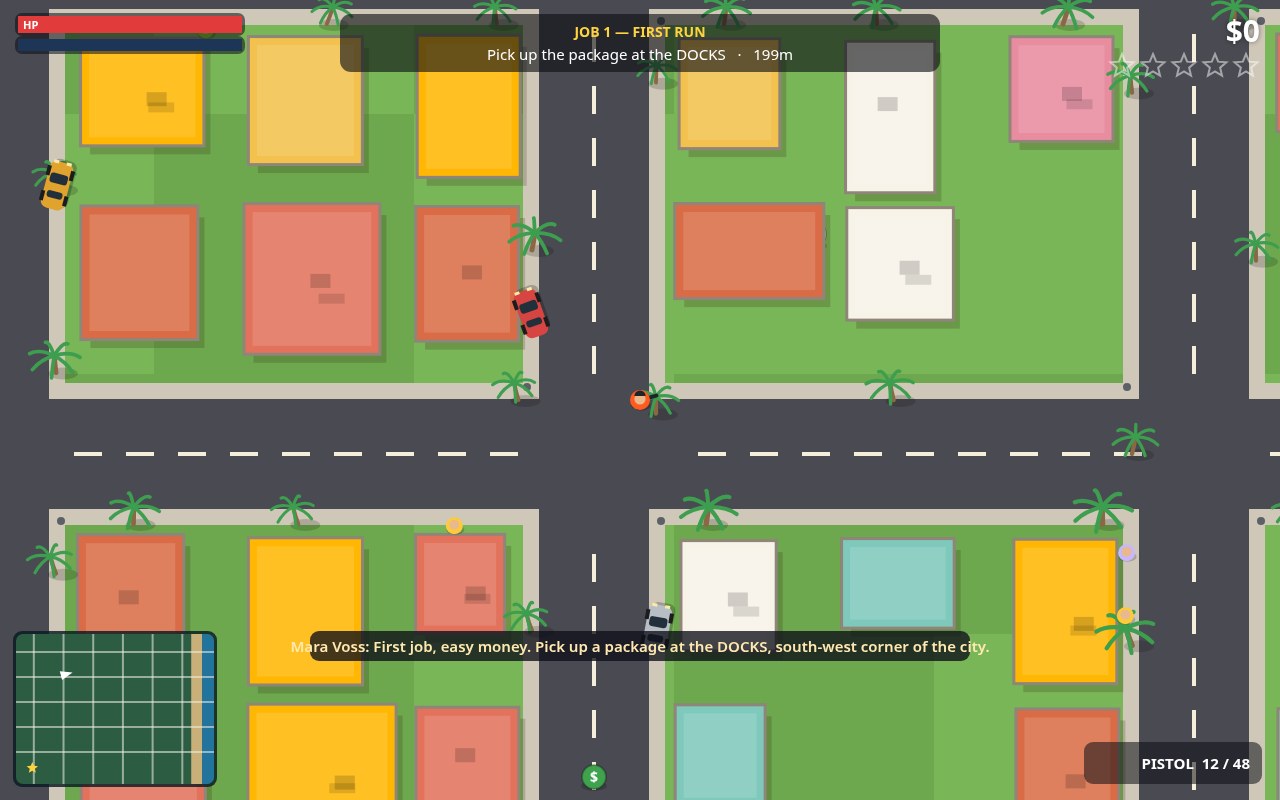 HP
JOB 1 — FIRST RUN
Pick up the package at the DOCKS · 199m
$0
Mara Voss: First job, easy money. Pick up a package at the DOCKS, south-west corner of the city.
$
PISTOL 12 / 48